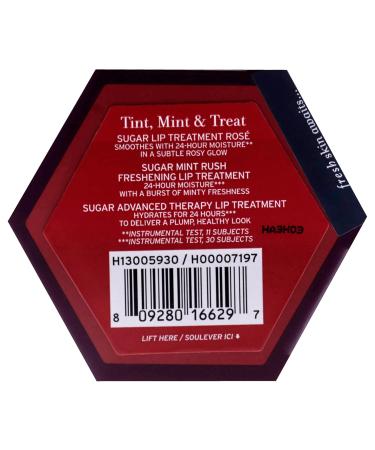 Tint, Mint & Treat
SUGAR LIP TREATMENT ROSÉ
SMOOTHES WITH 24-HOUR MOISTURE**
IN A SUBTLE ROSY GLOW
SUGAR MINT RUSH
FRESHENING LIP TREATMENT
24-HOUR MOISTURE***
WITH A BURST OF MINTY FRESHNESS
SUGAR ADVANCED THERAPY LIP TREATMENT
HYDRATES FOR 24 HOURS***
TO DELIVER A PLUMP, HEALTHY LOOK
**INSTRUMENTAL TEST, 11 SUBJECTS
***INSTRUMENTAL TEST, 30 SUBJECTS
HA3H03
H13005930 / H00007197
8 09280 16629 7
LIFT HERE / SOULEVER ICI
fresh skin awaits...